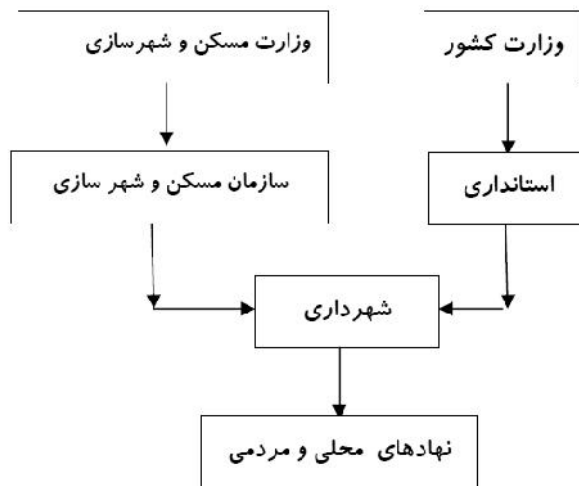 وزارت کشور
وزارت مسکن و شهرسازی
استانداری
سازمان مسکن و شهر سازی
شهرداری
نهادهای محلی و مردمی